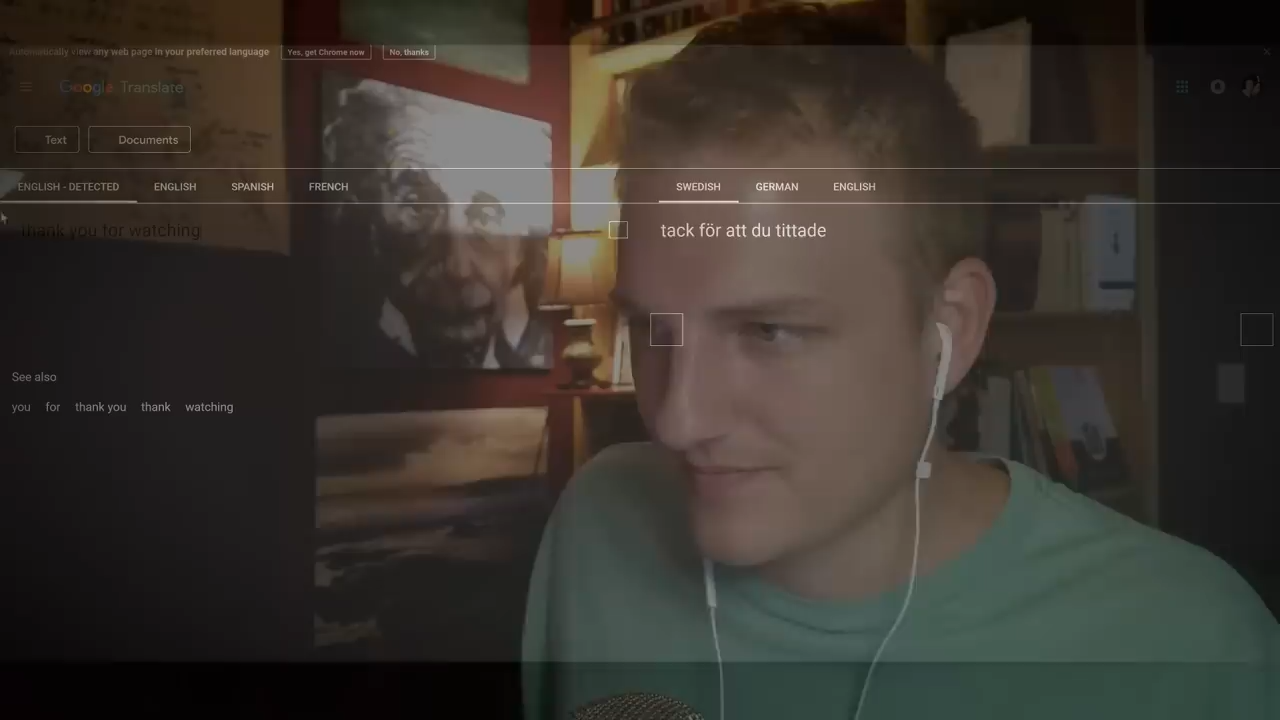 Automatically view any web page in your preferred language Yes, get Chrome now No, thanks
Google Translate
Text Documents
ENGLISH - DETECTED ENGLISH SPANISH FRENCH SWEDISH GERMAN ENGLISH
thank you for watching tack för att du tittade
See also
you for thank you thank watching